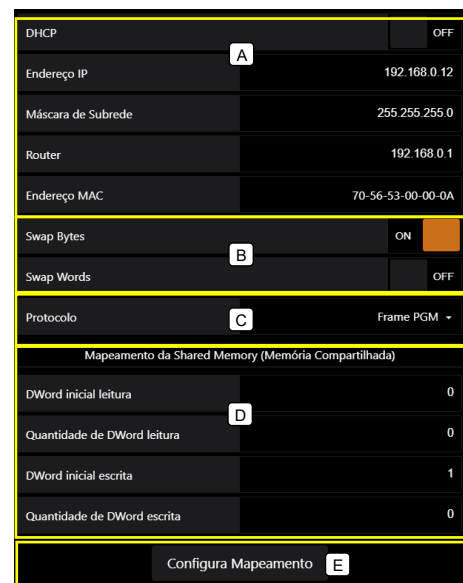 DHCP OFF
A
Endereço IP 192.168.0.12
Máscara de Subrede 255.255.255.0
Router 192.168.0.1
Endereço MAC 70-56-53-00-00-0A
Swap Bytes ON
B
Swap Words OFF
Protocolo C Frame PGM
Mapeamento da Shared Memory (Memória Compartilhada)
DWord inicial leitura 0
D
Quantidade de DWord leitura 0
DWord inicial escrita 1
Quantidade de DWord escrita 0
Configura Mapeamento E